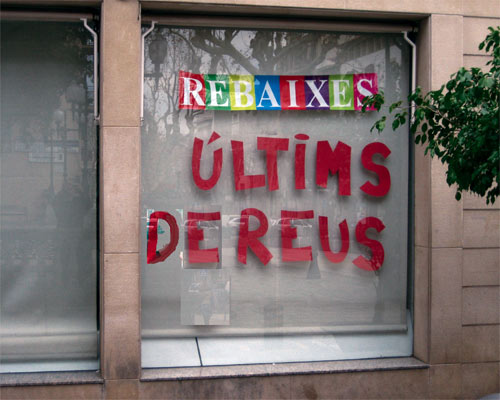 REBAIXES
ÚLTiMS
DE REUS